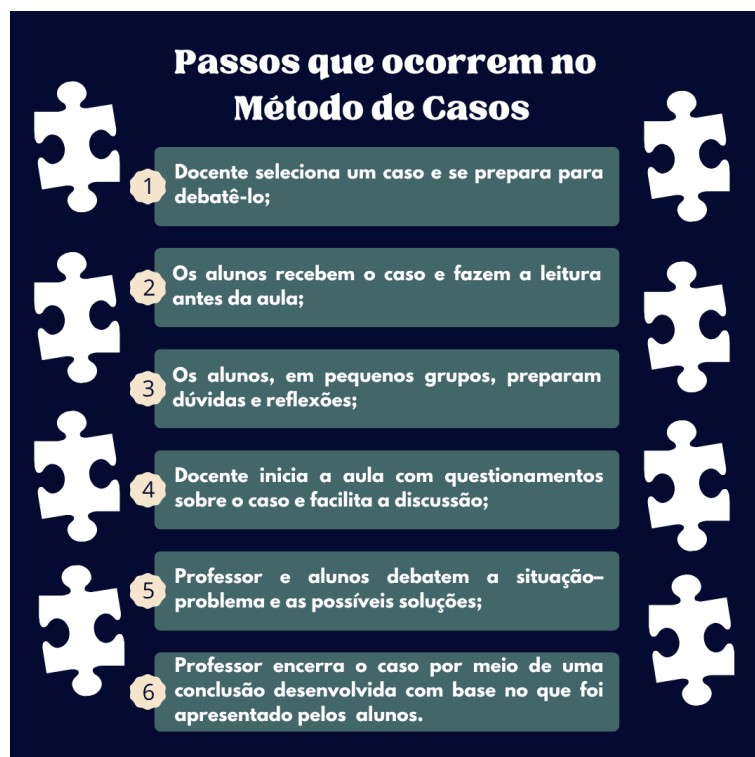 Passos que ocorrem no
Método de Casos
1
Docente seleciona um caso e se prepara para
debatê-lo;
2
Os alunos recebem o caso e fazem a leitura
antes da aula;
3
Os alunos, em pequenos grupos, preparam
dúvidas e reflexões;
4
Docente inicia a aula com questionamentos
sobre o caso e facilita a discussão;
5
Professor e alunos debatem a situação–
problema e as possíveis soluções;
6
Professor encerra o caso por meio de uma
conclusão desenvolvida com base no que foi
apresentado pelos alunos.